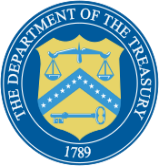 THE DEPARTMENT OF THE TREASURY
1789